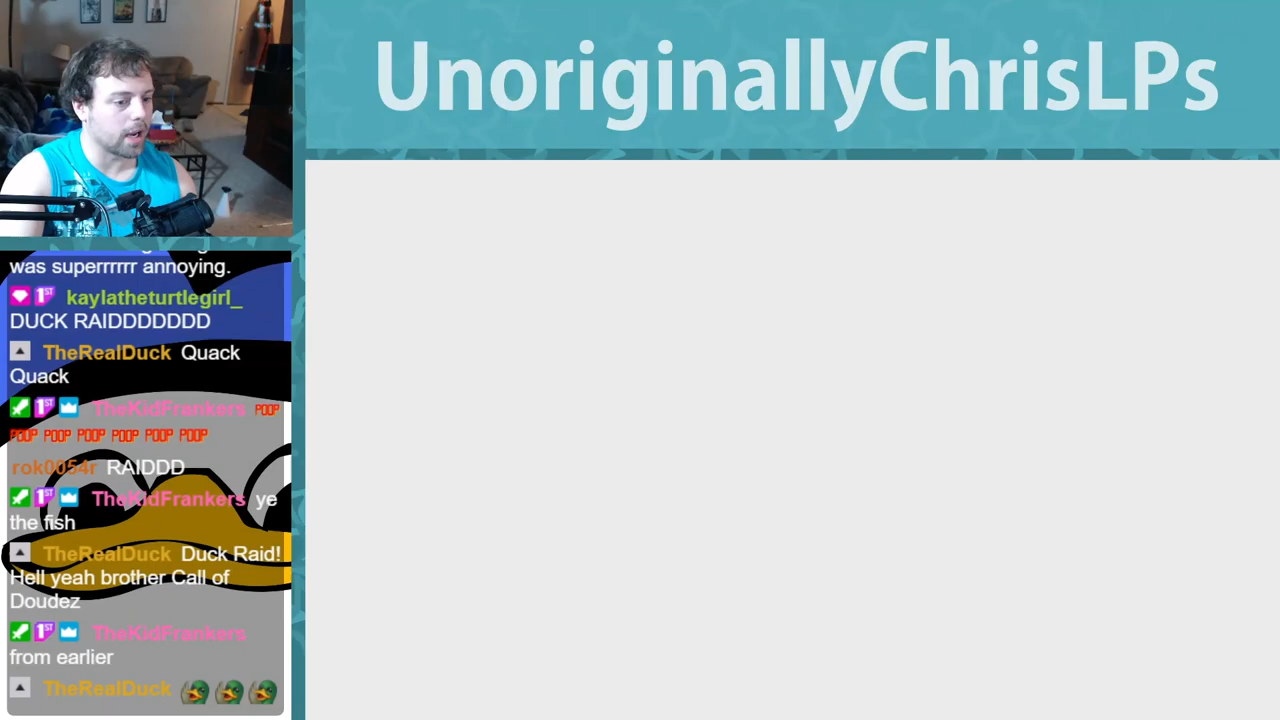 UnoriginallyChrisLPs
was superrrrrr annoying.
kaylatheturtlegirl_
DUCK RAIDDDDDDD
TheRealDuck Quack
Quack
TheKidFrankers POOP
POOP POOP POOP POOP POOP POOP
rok0054r RAIDDD
TheKidFrankers ye
the fish
TheRealDuck Duck Raid!
Hell yeah brother Call of
Doudez
TheKidFrankers
from earlier
TheRealDuck